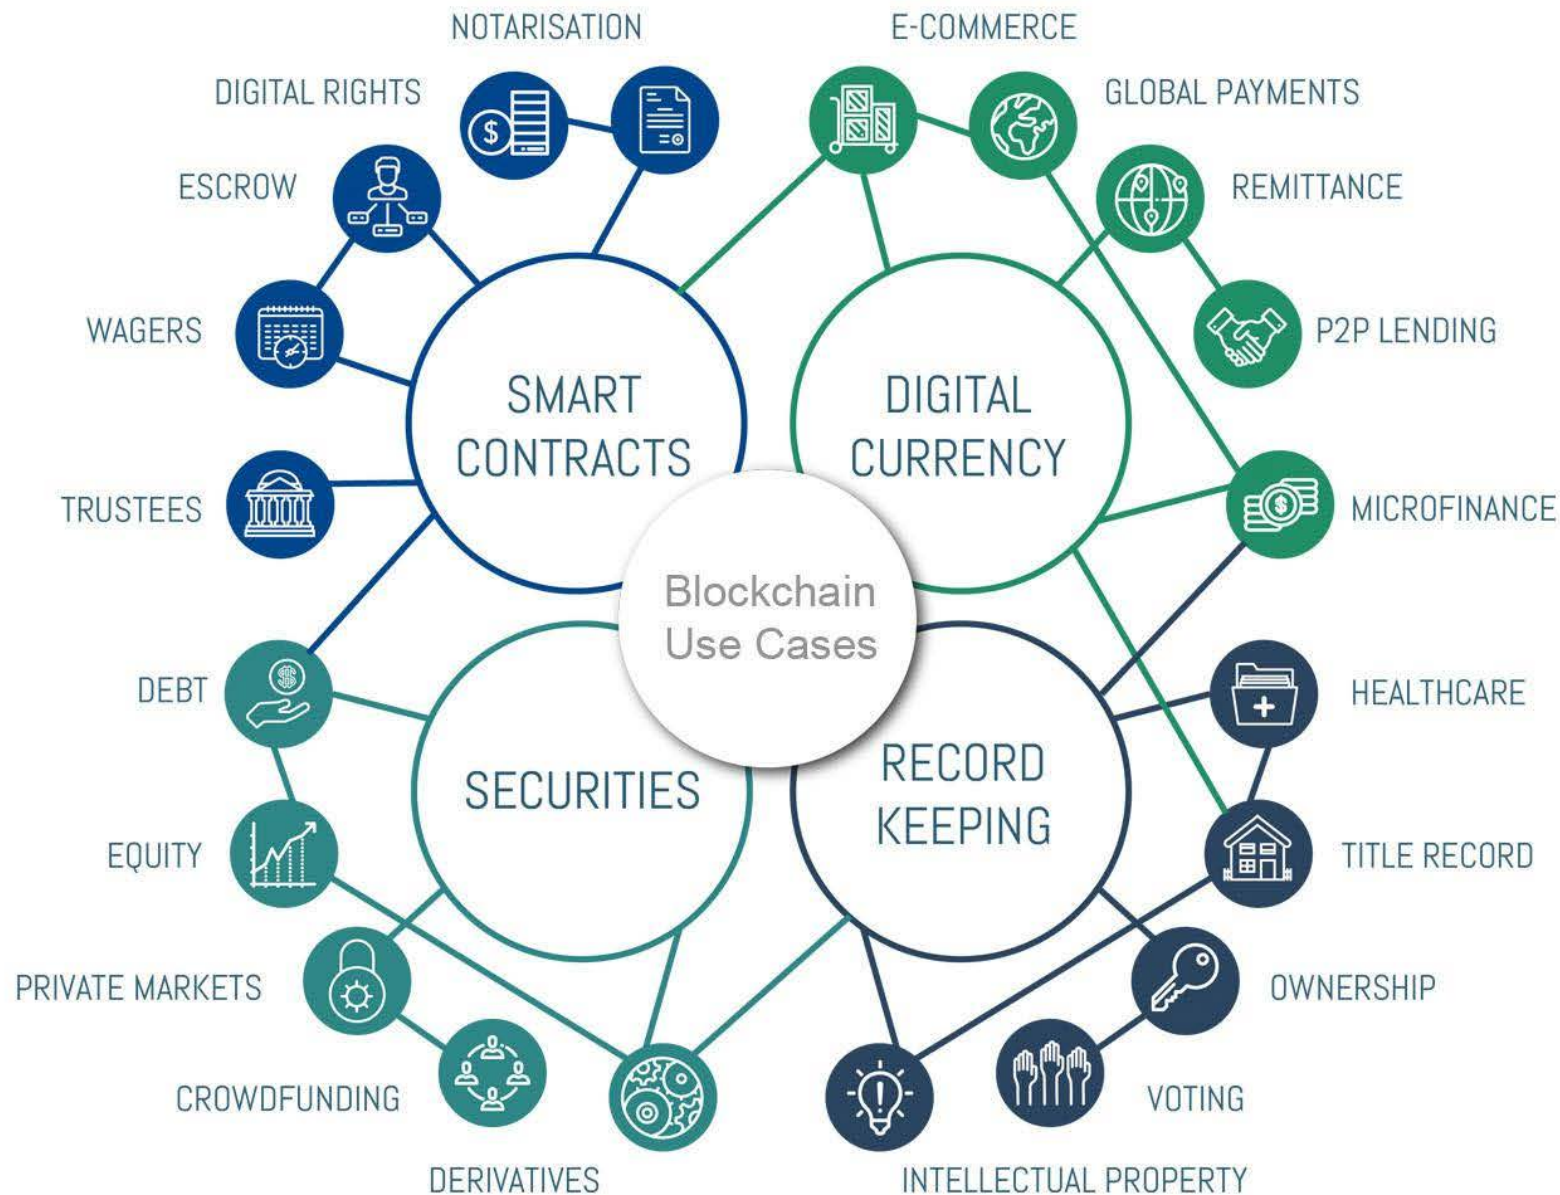 NOTARISATION
E-COMMERCE
DIGITAL RIGHTS
GLOBAL PAYMENTS
ESCROW
REMITTANCE
WAGERS
P2P LENDING
SMART
CONTRACTS
DIGITAL
CURRENCY
TRUSTEES
MICROFINANCE
Blockchain
Use Cases
DEBT
HEALTHCARE
SECURITIES
RECORD
KEEPING
EQUITY
TITLE RECORD
PRIVATE MARKETS
OWNERSHIP
CROWDFUNDING
VOTING
DERIVATIVES
INTELLECTUAL PROPERTY